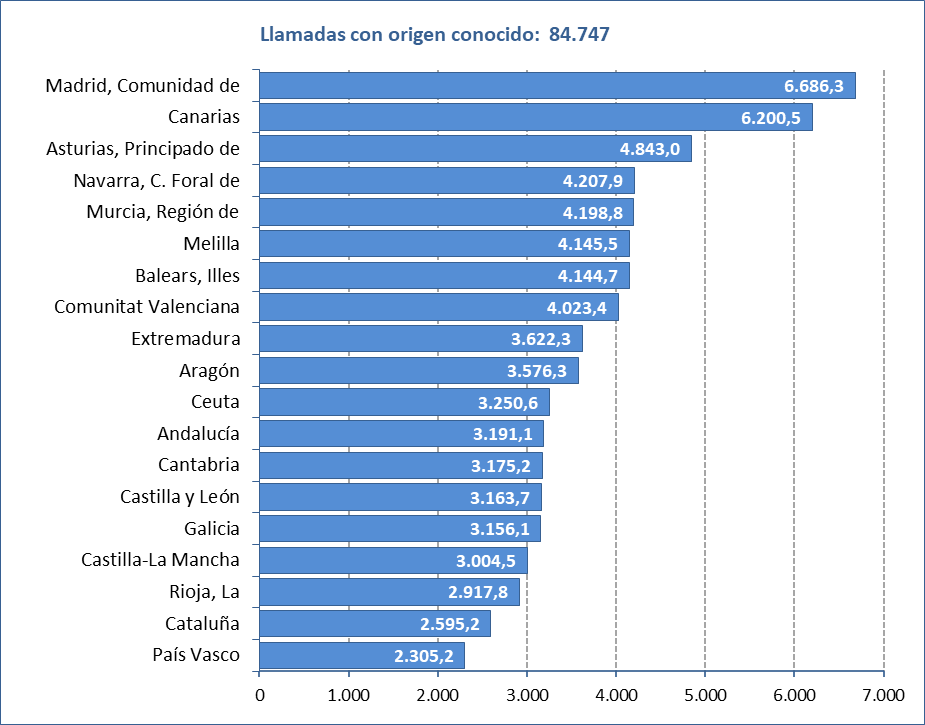 Llamadas con origen conocido:  84.747
Madrid, Comunidad de 6.686,3
Canarias 6.200,5
Asturias, Principado de 4.843,0
Navarra, C. Foral de 4.207,9
Murcia, Región de 4.198,8
Melilla 4.145,5
Balears, Illes 4.144,7
Comunitat Valenciana 4.023,4
Extremadura 3.622,3
Aragón 3.576,3
Ceuta 3.250,6
Andalucía 3.191,1
Cantabria 3.175,2
Castilla y León 3.163,7
Galicia 3.156,1
Castilla-La Mancha 3.004,5
Rioja, La 2.917,8
Cataluña 2.595,2
País Vasco 2.305,2
0 1.000 2.000 3.000 4.000 5.000 6.000 7.000